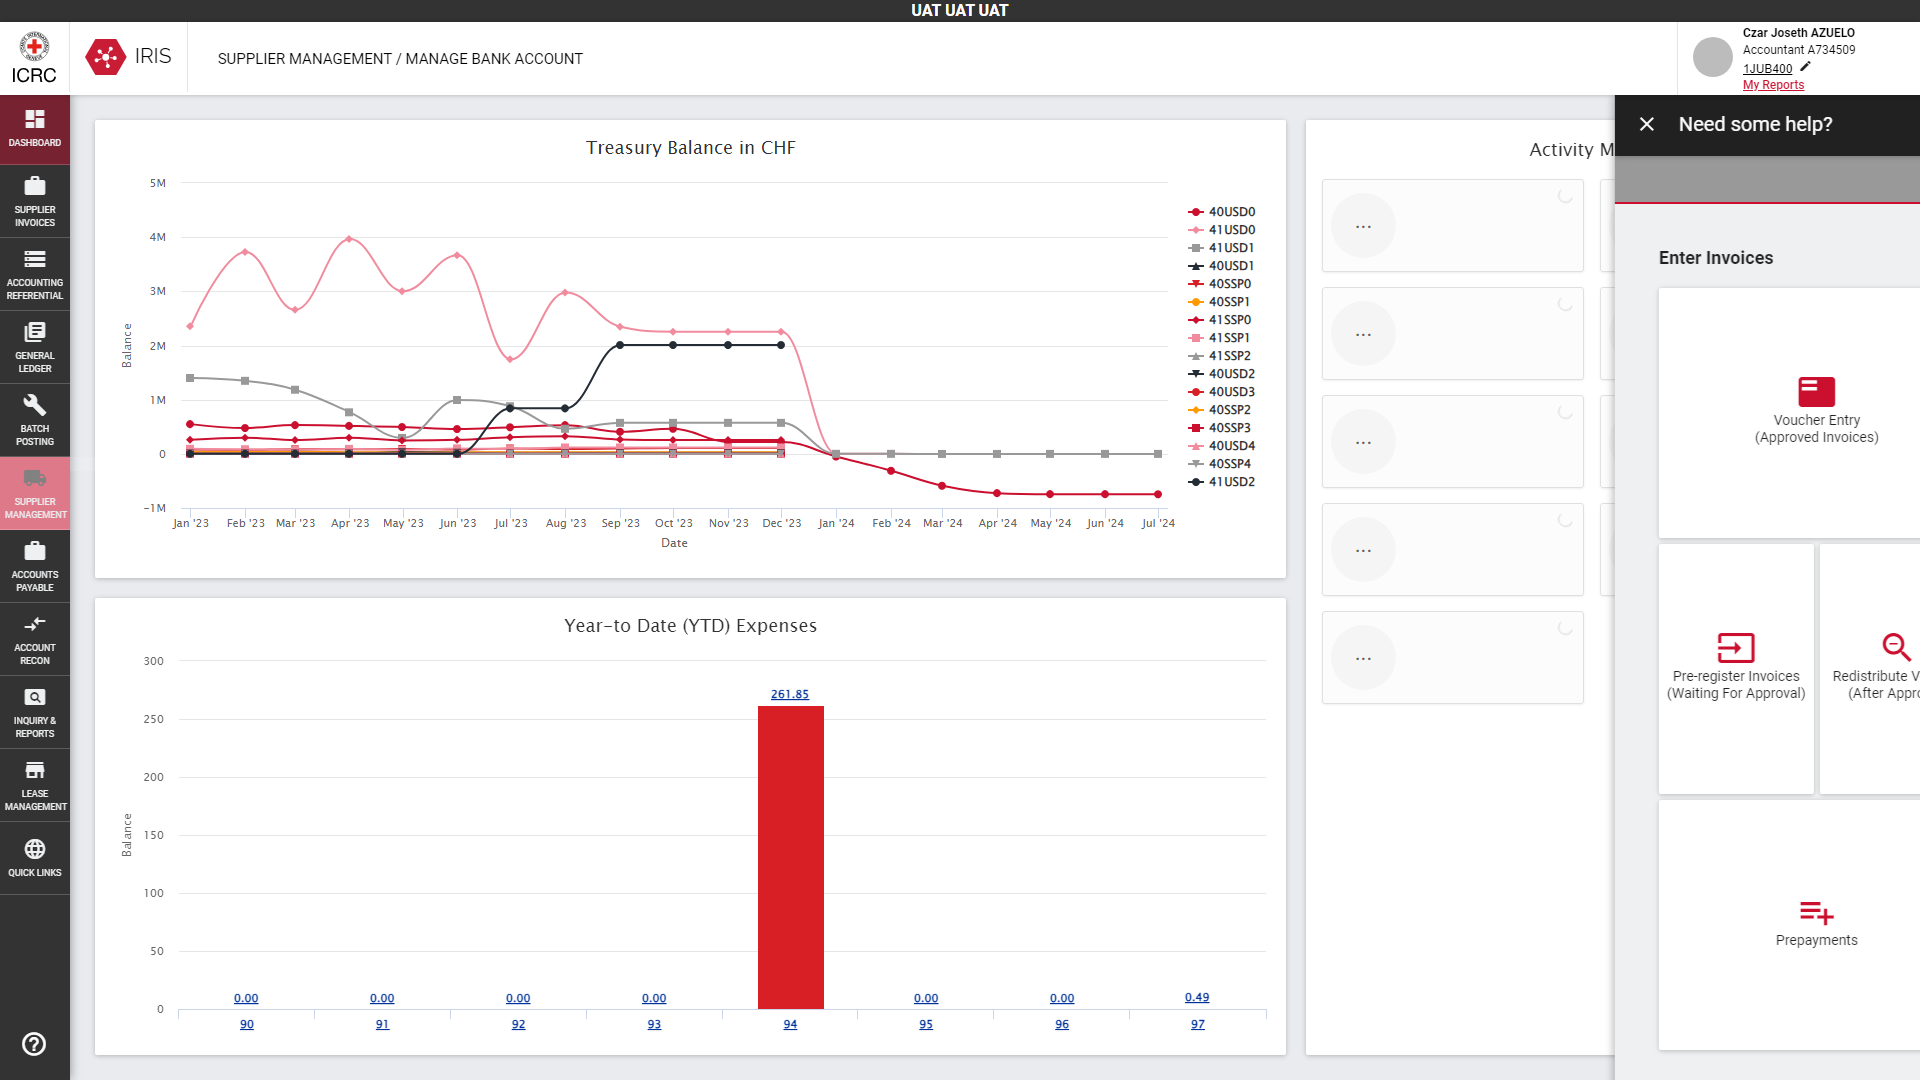 UAT UAT UAT
ICRC
IRIS
SUPPLIER MANAGEMENT / MANAGE BANK ACCOUNT
Czar Joseth AZUELO
Accountant A734509
1JUB400
My Reports
DASHBOARD
SUPPLIER
INVOICES
ACCOUNTING
REFERENTIAL
GENERAL
LEDGER
BATCH
POSTING
SUPPLIER
MANAGEMENT
ACCOUNTS
PAYABLE
ACCOUNT
RECON
INQUIRY &
REPORTS
LEASE
MANAGEMENT
QUICK LINKS
Treasury Balance in CHF
5M
4M
3M
2M
1M
0
-1M
Balance
Jan '23 Feb '23 Mar '23 Apr '23 May '23 Jun '23 Jul '23 Aug '23 Sep '23 Oct '23 Nov '23 Dec '23 Jan '24 Feb '24 Mar '24 Apr '24 May '24 Jun '24 Jul '24
Date
40USD0
41USD0
41USD1
40USD1
40SSP0
40SSP1
41SSP0
41SSP1
41SSP2
40USD2
40USD3
40SSP2
40SSP3
40USD4
40SSP4
41USD2
Year-to Date (YTD) Expenses
300
250
200
150
100
50
0
Balance
0.00 0.00 0.00 0.00 261.85 0.00 0.00 0.49
90 91 92 93 94 95 96 97
Activity M
...
...
...
...
...
Need some help?
Enter Invoices
Voucher Entry
(Approved Invoices)
Pre-register Invoices
(Waiting For Approval)
Redistribute V
(After Appro
Prepayments